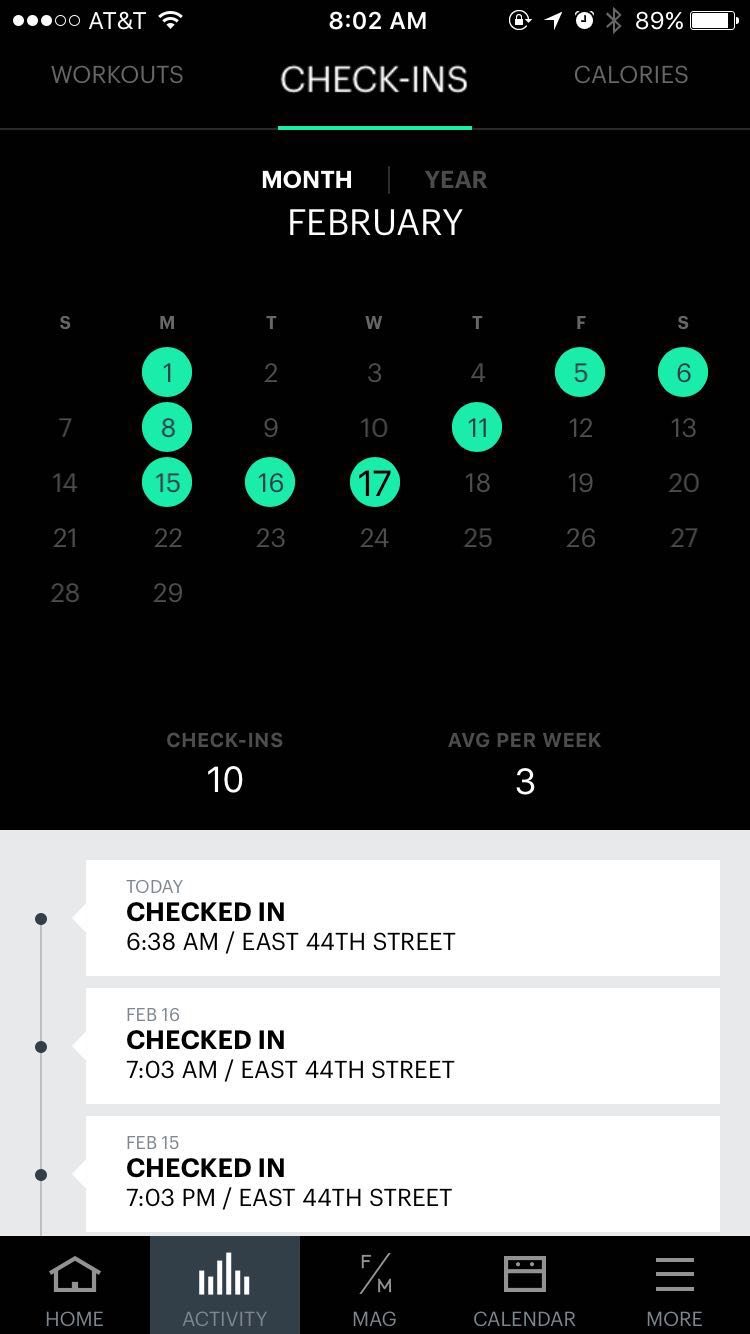 AT&T 8:02 AM 89%
WORKOUTS CHECK-INS CALORIES
MONTH | YEAR
FEBRUARY
S M T W T F S
1 2 3 4 5 6
7 8 9 10 11 12 13
14 15 16 17 18 19 20
21 22 23 24 25 26 27
28 29
CHECK-INS AVG PER WEEK
10 3
TODAY
CHECKED IN
6:38 AM / EAST 44TH STREET
FEB 16
CHECKED IN
7:03 AM / EAST 44TH STREET
FEB 15
CHECKED IN
7:03 PM / EAST 44TH STREET
F/M
HOME ACTIVITY MAG CALENDAR MORE